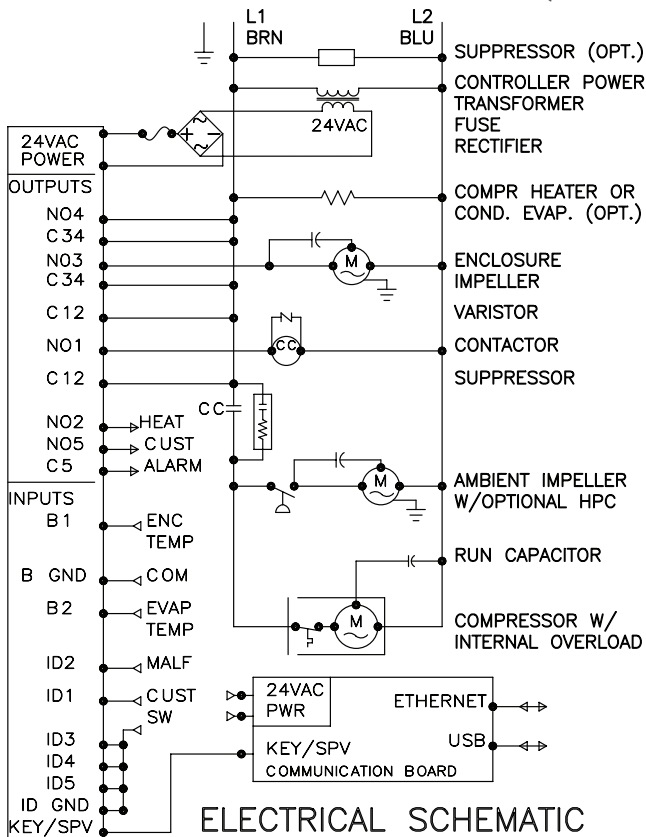 L1
BRN
L2
BLU
SUPPRESSOR (OPT.)
CONTROLLER POWER
TRANSFORMER
FUSE
RECTIFIER
24VAC
+ -
24VAC
POWER
OUTPUTS
NO4
C34
NO3
C34
C12
NO1
C12
NO2
HEAT
NO5
CUST
C5
ALARM
COMPR HEATER OR
COND. EVAP. (OPT.)
M
ENCLOSURE
IMPELLER
VARISTOR
CC
CONTACTOR
SUPPRESSOR
CC
M
AMBIENT IMPELLER
W/OPTIONAL HPC
RUN CAPACITOR
M
COMPRESSOR W/
INTERNAL OVERLOAD
INPUTS
B1
ENC
TEMP
B GND
COM
B2
EVAP
TEMP
ID2
MALF
ID1
CUST
SW
ID3
ID4
ID5
ID GND
KEY/SPV
24VAC
PWR
ETHERNET
USB
KEY/SPV
COMMUNICATION BOARD
ELECTRICAL SCHEMATIC